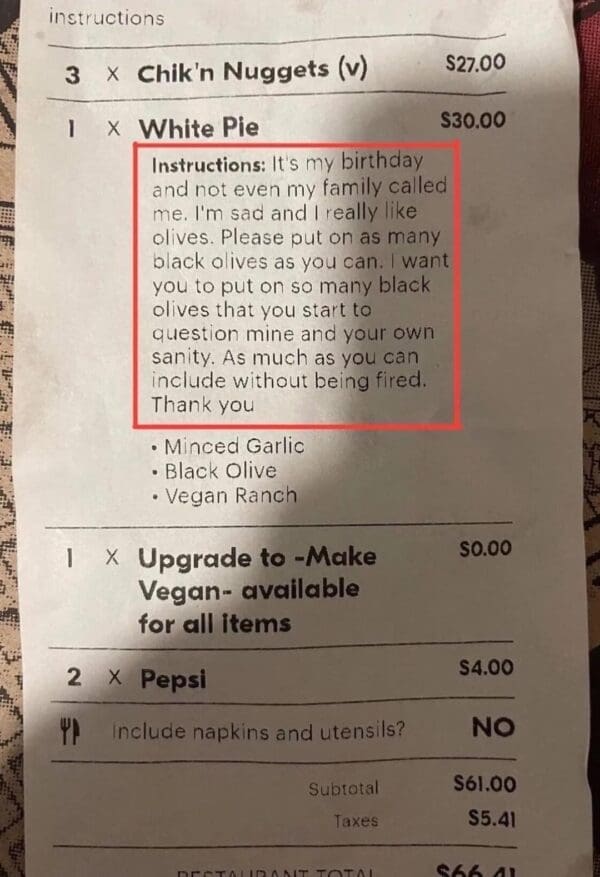 instructions
3 x Chik'n Nuggets (v) $27.00
1 x White Pie $30.00
Instructions: It's my birthday
and not even my family called
me. I'm sad and I really like
olives. Please put on as many
black olives as you can. I want
you to put on so many black
olives that you start to
question mine and your own
sanity. As much as you can
include without being fired.
Thank you
• Minced Garlic
• Black Olive
• Vegan Ranch
1 x Upgrade to -Make $0.00
Vegan- available
for all items
2 x Pepsi $4.00
Include napkins and utensils? NO
Subtotal $61.00
Taxes $5.41
RESTAURANT TOTAL $66.41